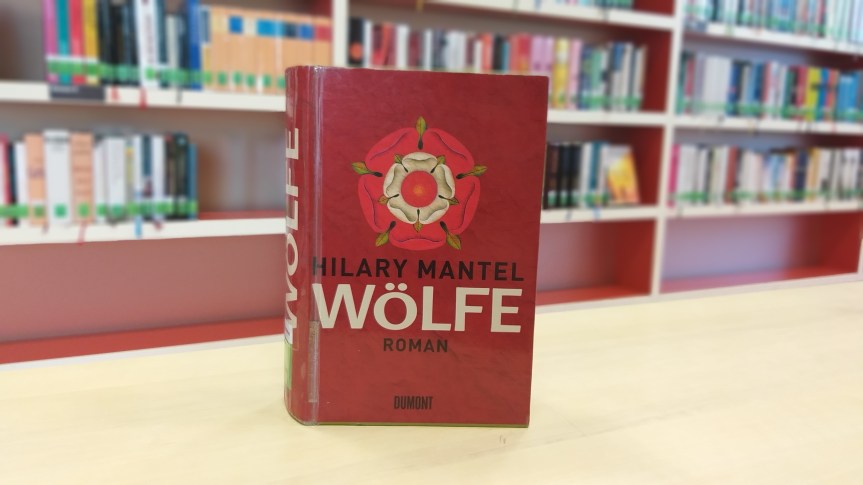 HILARY MANTEL
WÖLFE
ROMAN
DUMONT
WÖLFE